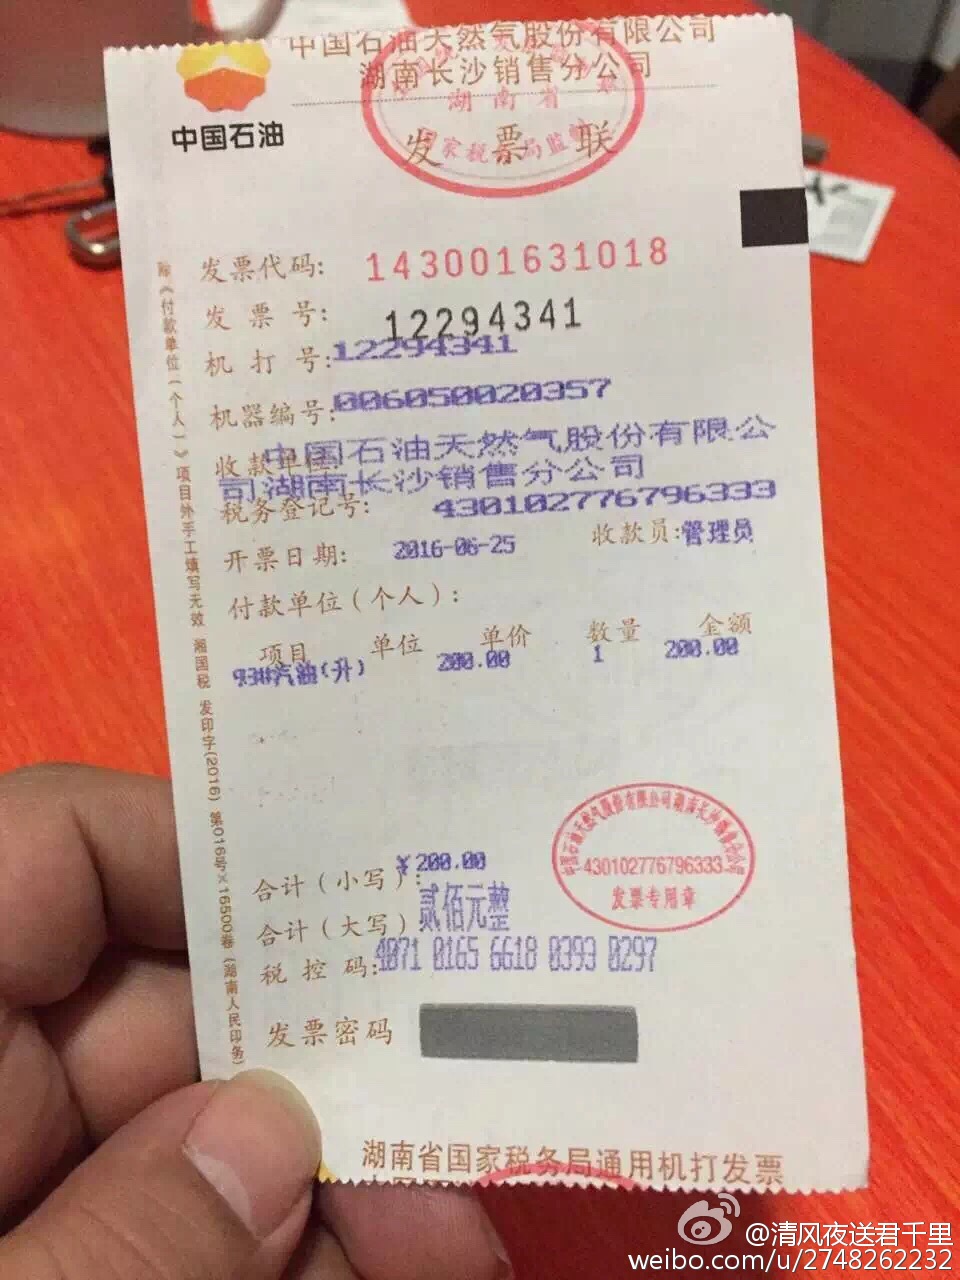 中国石油天然气股份有限公司
湖南长沙销售分公司
中国石油
湖南省
国家税务局监制
发票联
发票代码: 143001631018
发票号: 12294341
机打号: 12294341
机器编号: 006050020357
收款单位: 中国石油天然气股份有限公
司湖南长沙销售分公司
税务登记号: 430102776796333
开票日期: 2016-06-25 收款员: 管理员
付款单位(个人):
项目 单位 单价 数量 金额
93#汽油(升) 200.00 1 200.00
中国石油天然气股份有限公司湖南长沙销售分公司
430102776796333
发票专用章
合计(小写): ¥200.00
合计(大写): 贰佰元整
税控码: 4071 0165 6618 0393 0297
发票密码
除《付款单位(个人)》项目外手工填写无效 湘国税 发印字(2016) 第016号×16500卷(湖南人民印务)
湖南省国家税务局通用机打发票
@清风夜送君千里
weibo.com/u/2748262232